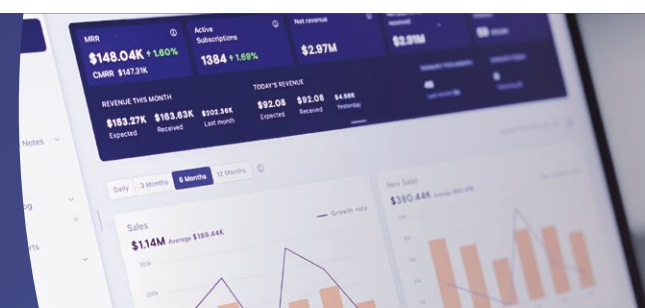 MRR
$148.04K ↑ 1.60%
CMRR $147.31K
Active
Subscriptions
1384 ↑ 1.69%
Net revenue
$2.97M
received
$2.91M
REVENUE THIS MONTH
$153.27K $163.63K $202.36K
Expected Received Last month
TODAY'S REVENUE
$92.08 $92.08
Expected Received Yesterday
Notes
Daily 3 Months 6 Months 12 Months
Sales
$1.14M Average $189.44K
Growth rate
New Sales
$380.44K Average